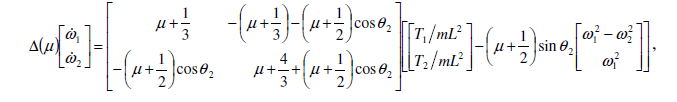 Δ(μ)[ω̇₁ ω̇₂] = [μ + 1/3   −(μ + 1/3) − (μ + 1/2) cos θ₂   −(μ + 1/2) cos θ₂   μ + 4/3 + (μ + 1/2) cos θ₂] [[T₁/mL² T₂/mL²] − (μ + 1/2) sin θ₂ [ω₁² − ω₂² ω₁²]],